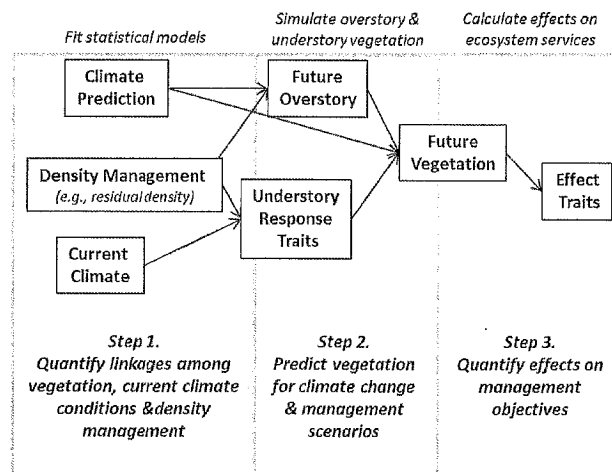 Fit statistical models
Simulate overstory &
understory vegetation
Calculate effects on
ecosystem services
Climate
Prediction
Future
Overstory
Future
Vegetation
Density Management
(e.g., residual density)
Understory
Response
Traits
Effect
Traits
Current
Climate
Step 1.
Quantify linkages among
vegetation, current climate
conditions &density
management
Step 2.
Predict vegetation
for climate change
& management
scenarios
Step 3.
Quantify effects on
management
objectives